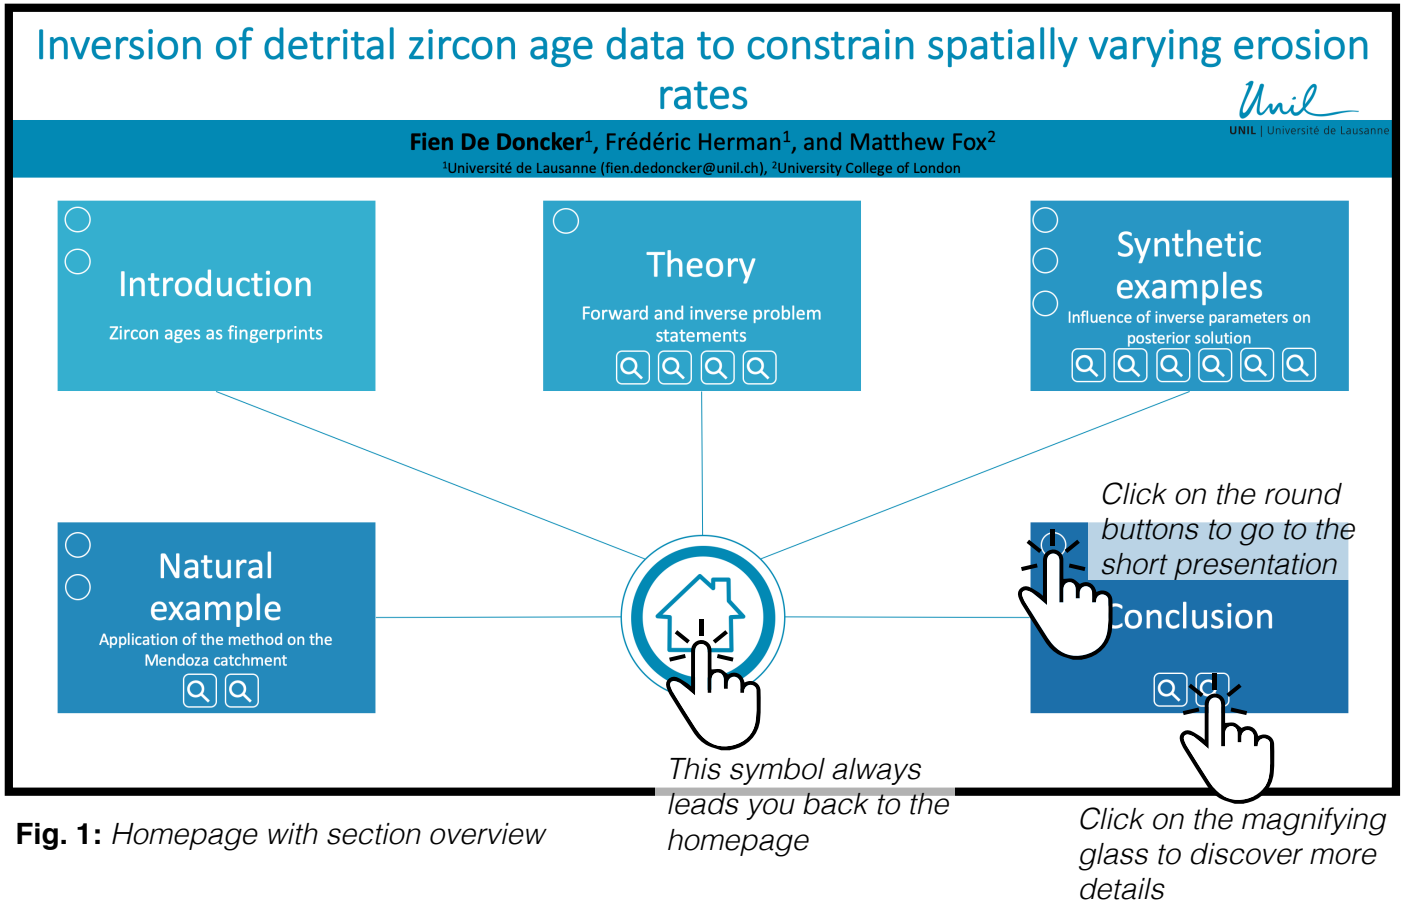 Inversion of detrital zircon age data to constrain spatially varying erosion
rates
Unil
UNIL | Université de Lausanne
Fien De Doncker¹, Frédéric Herman¹, and Matthew Fox²
¹Université de Lausanne (fien.dedoncker@unil.ch), ²University College of London
Introduction
Zircon ages as fingerprints
Theory
Forward and inverse problem
statements
Synthetic
examples
Influence of inverse parameters on
posterior solution
Natural
example
Application of the method on the
Mendoza catchment
Click on the round
buttons to go to the
short presentation
Conclusion
This symbol always
leads you back to the
homepage
Click on the magnifying
glass to discover more
details
Fig. 1: Homepage with section overview